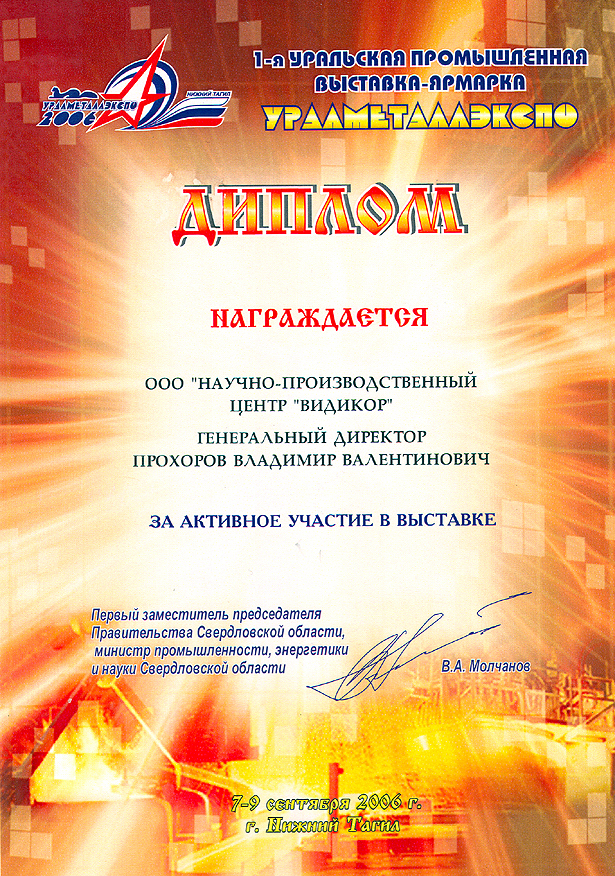 УРАЛМЕТАЛЛЭКСПО
2006
НИЖНИЙ ТАГИЛ
1-я УРАЛЬСКАЯ ПРОМЫШЛЕННАЯ
ВЫСТАВКА-ЯРМАРКА
УРАЛМЕТАЛЛЭКСПО
ДИПЛОМ
НАГРАЖДАЕТСЯ
ООО "НАУЧНО-ПРОИЗВОДСТВЕННЫЙ
ЦЕНТР "ВИДИКОР"
ГЕНЕРАЛЬНЫЙ ДИРЕКТОР
ПРОХОРОВ ВЛАДИМИР ВАЛЕНТИНОВИЧ
ЗА АКТИВНОЕ УЧАСТИЕ В ВЫСТАВКЕ
Первый заместитель председателя
Правительства Свердловской области,
министр промышленности, энергетики
и науки Свердловской области
В.А. Молчанов
7-9 сентября 2006 г.
г. Нижний Тагил